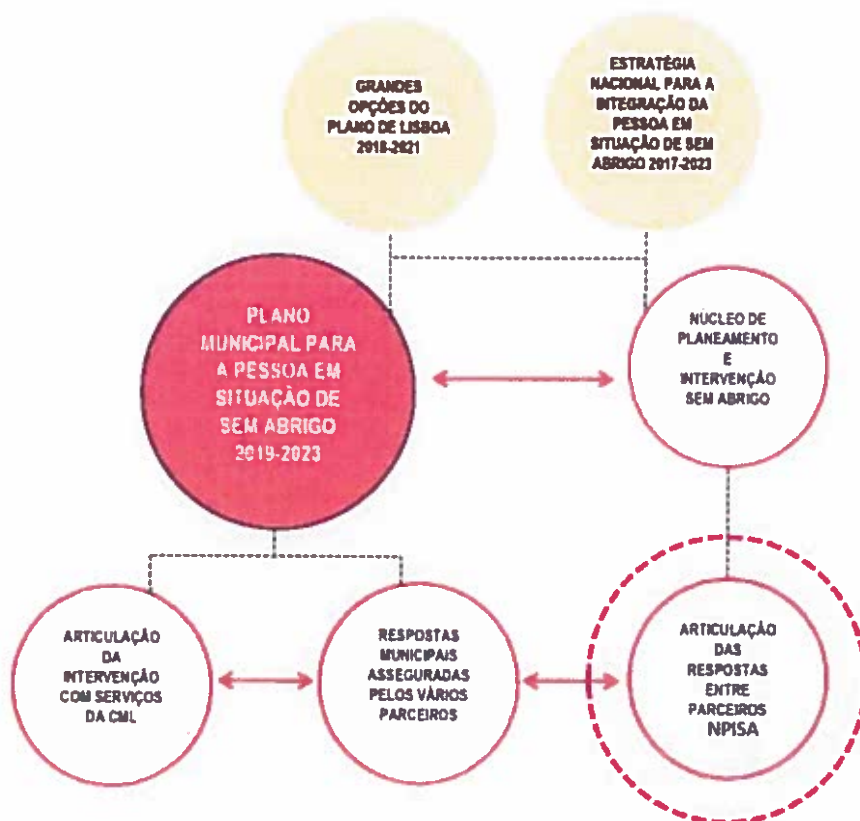 GRANDES
OPÇÕES DO
PLANO DE LISBOA
2018-2021
ESTRATÉGIA
NACIONAL PARA A
INTEGRAÇÃO DA
PESSOA EM
SITUAÇÃO DE SEM
ABRIGO 2017-2023
PLANO
MUNICIPAL PARA
A PESSOA EM
SITUAÇÃO DE
SEM ABRIGO
2019-2023
NÚCLEO DE
PLANEAMENTO
E
INTERVENÇÃO
SEM ABRIGO
ARTICULAÇÃO
DA
INTERVENÇÃO
COM SERVIÇOS
DA CML
RESPOSTAS
MUNICIPAIS
ASSEGURADAS
PELOS VÁRIOS
PARCEIROS
ARTICULAÇÃO
DAS
RESPOSTAS
ENTRE
PARCEIROS
NPISA